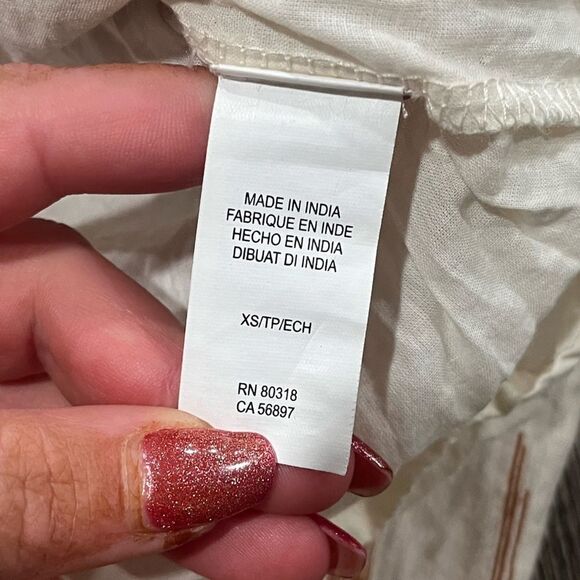 MADE IN INDIA
FABRIQUE EN INDE
HECHO EN INDIA
DIBUAT DI INDIA
XS/TP/ECH
RN 80318
CA 56897